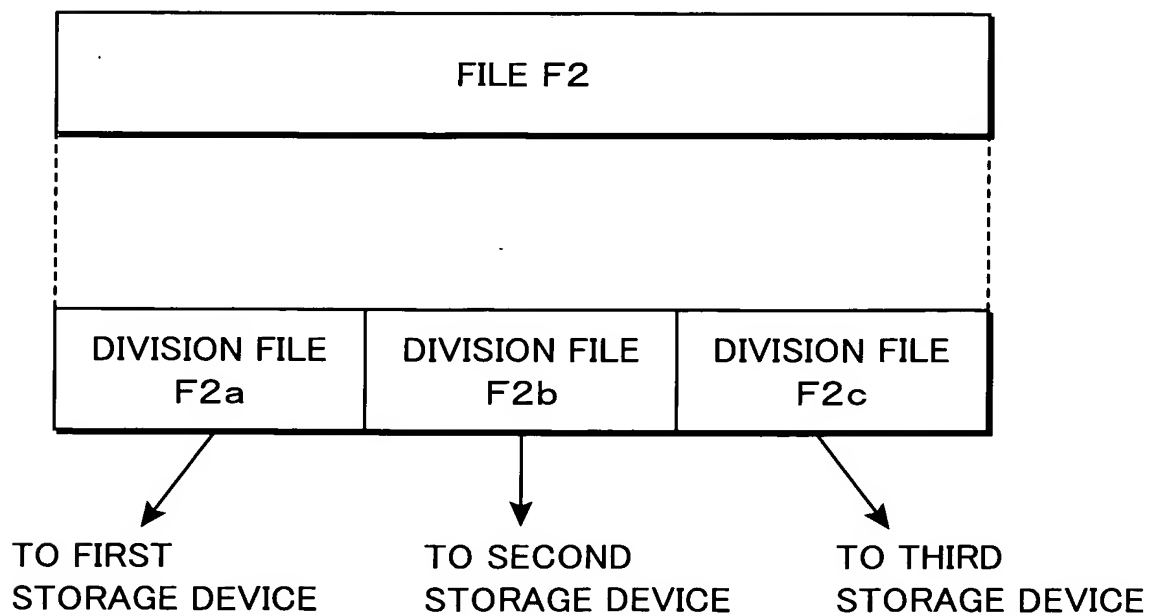 FILE F2
DIVISION FILE
F2a
DIVISION FILE
F2b
DIVISION FILE
F2c
TO FIRST
STORAGE DEVICE
TO SECOND
STORAGE DEVICE
TO THIRD
STORAGE DEVICE